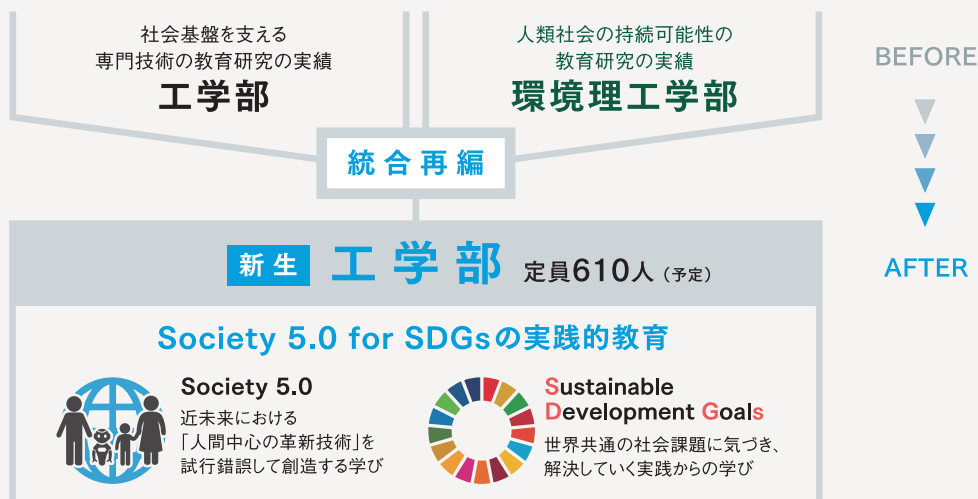 社会基盤を支える
専門技術の教育研究の実績
工学部
人類社会の持続可能性の
教育研究の実績
環境理工学部
BEFORE
統合再編
新生 工学部 定員610人（予定）
AFTER
Society 5.0 for SDGsの実践的教育
Society 5.0
近未来における
「人間中心の革新技術」を
試行錯誤して創造する学び
Sustainable
Development Goals
世界共通の社会課題に気づき、
解決していく実践からの学び